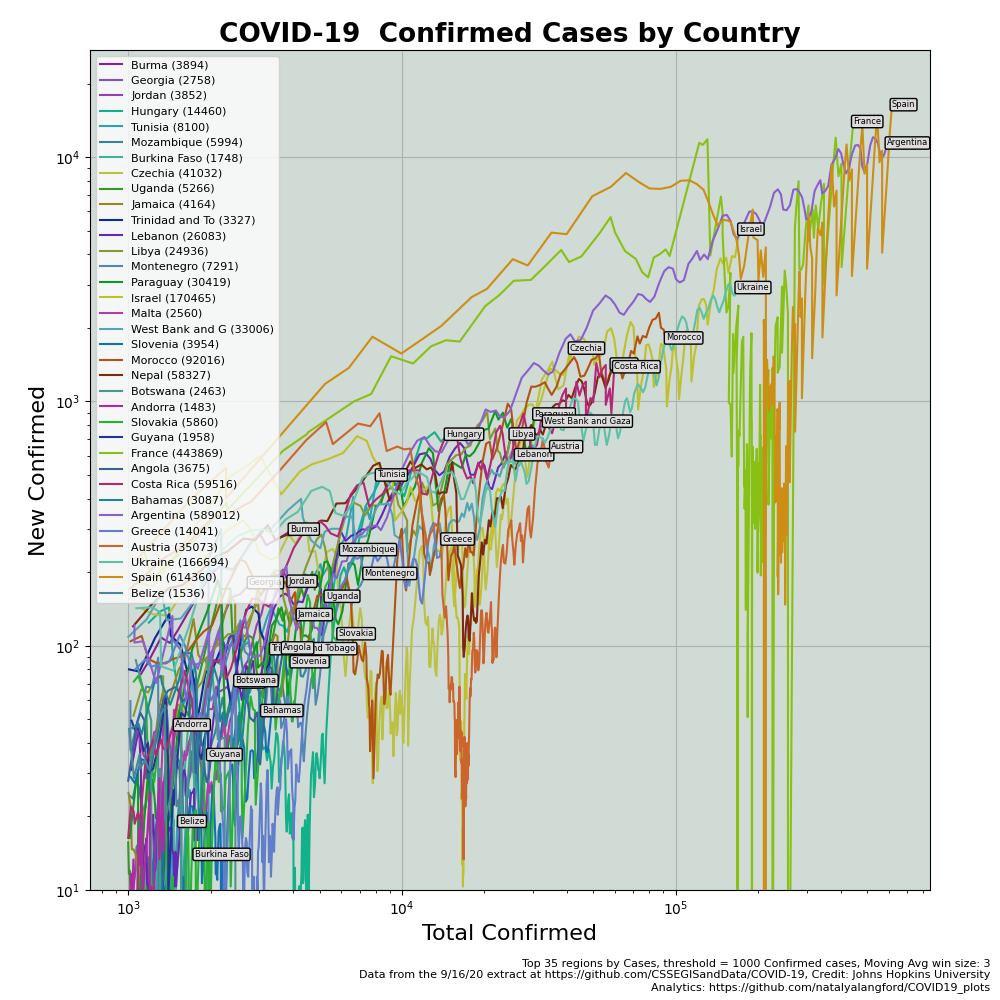 COVID-19  Confirmed Cases by Country
Burma (3894)
Georgia (2758)
Jordan (3852)
Hungary (14460)
Tunisia (8100)
Mozambique (5994)
Burkina Faso (1748)
Czechia (41032)
Uganda (5266)
Jamaica (4164)
Trinidad and To (3327)
Lebanon (26083)
Libya (24936)
Montenegro (7291)
Paraguay (30419)
Israel (170465)
Malta (2560)
West Bank and G (33006)
Slovenia (3954)
Morocco (92016)
Nepal (58327)
Botswana (2463)
Andorra (1483)
Slovakia (5860)
Guyana (1958)
France (443869)
Angola (3675)
Costa Rica (59516)
Bahamas (3087)
Argentina (589012)
Greece (14041)
Austria (35073)
Ukraine (166694)
Spain (614360)
Belize (1536)
Spain
France
Argentina
Israel
Ukraine
Morocco
Czechia
Costa Rica
Paraguay
West Bank and Gaza
Hungary
Libya
Austria
Lebanon
Tunisia
Burma
Greece
Mozambique
Montenegro
Georgia
Jordan
Uganda
Jamaica
Slovakia
Angola
nd Tobago
Slovenia
Botswana
Bahamas
Andorra
Guyana
Belize
Burkina Faso
New Confirmed
10⁴
10³
10²
10¹
10³
10⁴
10⁵
Total Confirmed
Top 35 regions by Cases, threshold = 1000 Confirmed cases, Moving Avg win size: 3
Data from the 9/16/20 extract at https://github.com/CSSEGISandData/COVID-19, Credit: Johns Hopkins University
Analytics: https://github.com/natalyalangford/COVID19_plots